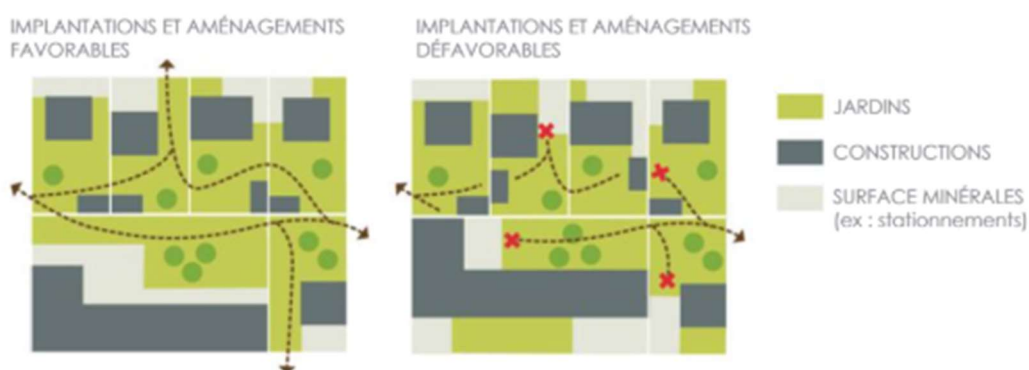 IMPLANTATIONS ET AMÉNAGEMENTS
FAVORABLES
IMPLANTATIONS ET AMÉNAGEMENTS
DÉFAVORABLES
JARDINS
CONSTRUCTIONS
SURFACE MINÉRALES
(ex : stationnements)